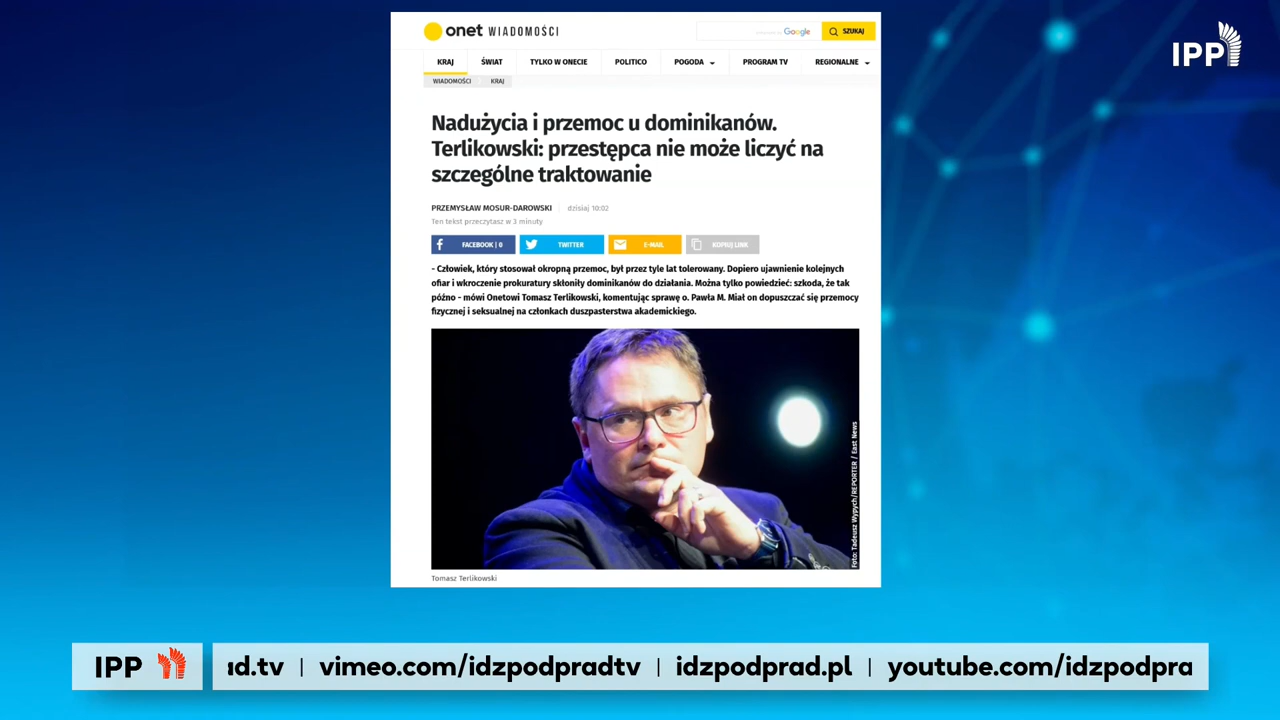 onet WIADOMOŚCI
Google
SZUKAJ
IPP
KRAJ ŚWIAT TYLKO W ONECIE POLITICO POGODA PROGRAM TV REGIONALNE
WIADOMOŚCI KRAJ
Nadużycia i przemoc u dominikanów.
Terlikowski: przestępca nie może liczyć na
szczególne traktowanie
PRZEMYSŁAW MOSUR-DAROWSKI dzisiaj 10:02
Ten tekst przeczytasz w 3 minuty
FACEBOOK | 0 TWITTER E-MAIL KOPIUJ LINK
- Człowiek, który stosował okropną przemoc, był przez tyle lat tolerowany. Dopiero ujawnienie kolejnych
ofiar i wkroczenie prokuratury skłoniły dominikanów do działania. Można tylko powiedzieć: szkoda, że tak
późno - mówi Onetowi Tomasz Terlikowski, komentując sprawę o. Pawła M. Miał on dopuszczać się przemocy
fizycznej i seksualnej na członkach duszpasterstwa akademickiego.
Foto: Tadeusz Wypych/REPORTER / East News
Tomasz Terlikowski
IPP
ad.tv | vimeo.com/idzpodpradtv | idzpodprad.pl | youtube.com/idzpodpra